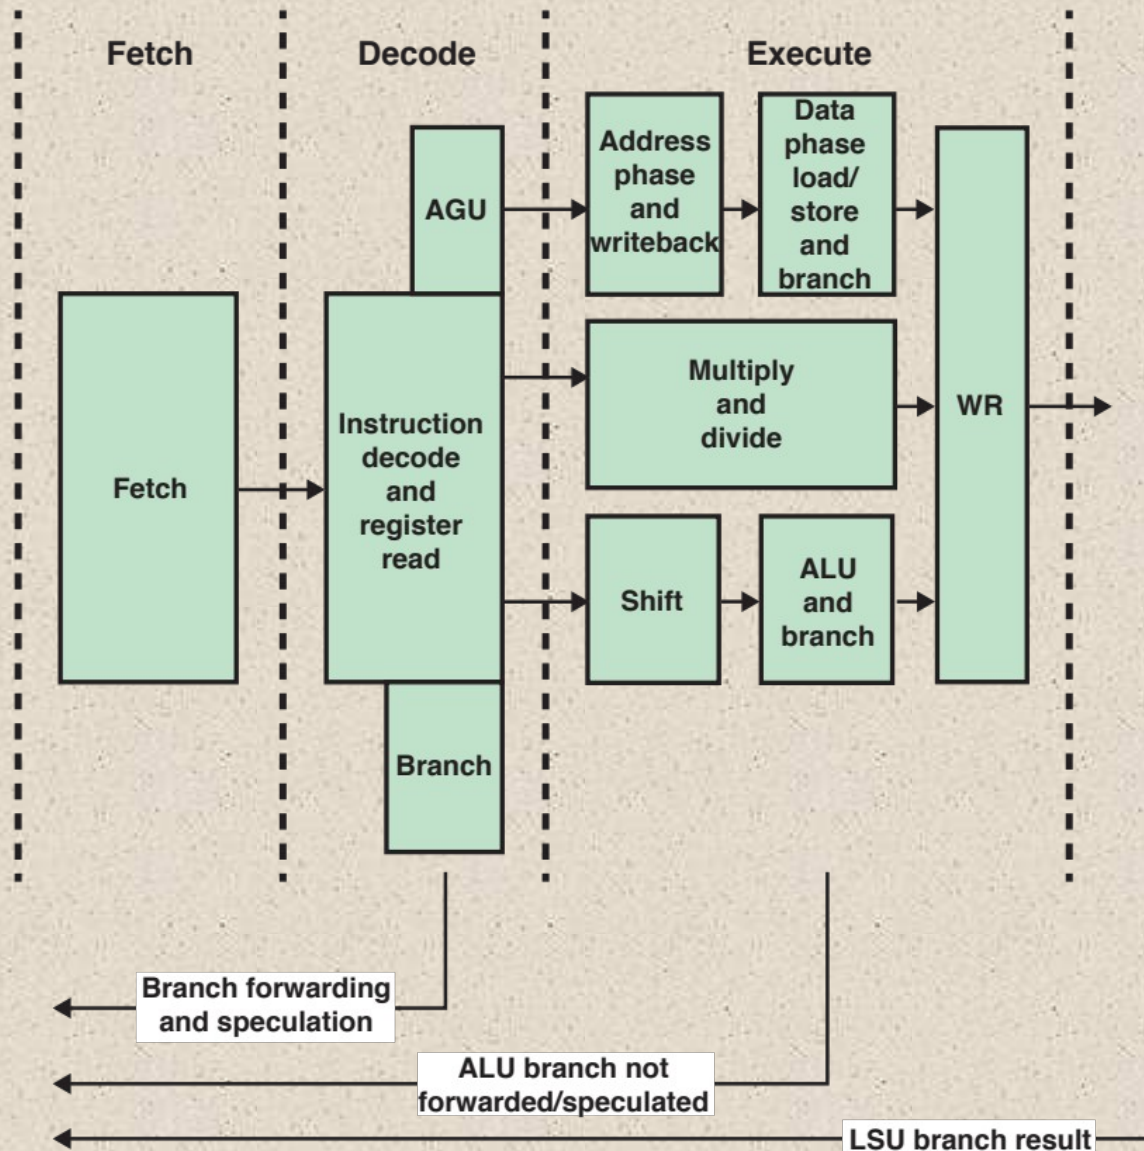 Fetch
Decode
Execute
AGU
Address
phase
and
writeback
Data
phase
load/
store
and
branch
Fetch
Instruction
decode
and
register
read
Multiply
and
divide
WR
Shift
ALU
and
branch
Branch
Branch forwarding
and speculation
ALU branch not
forwarded/speculated
LSU branch result